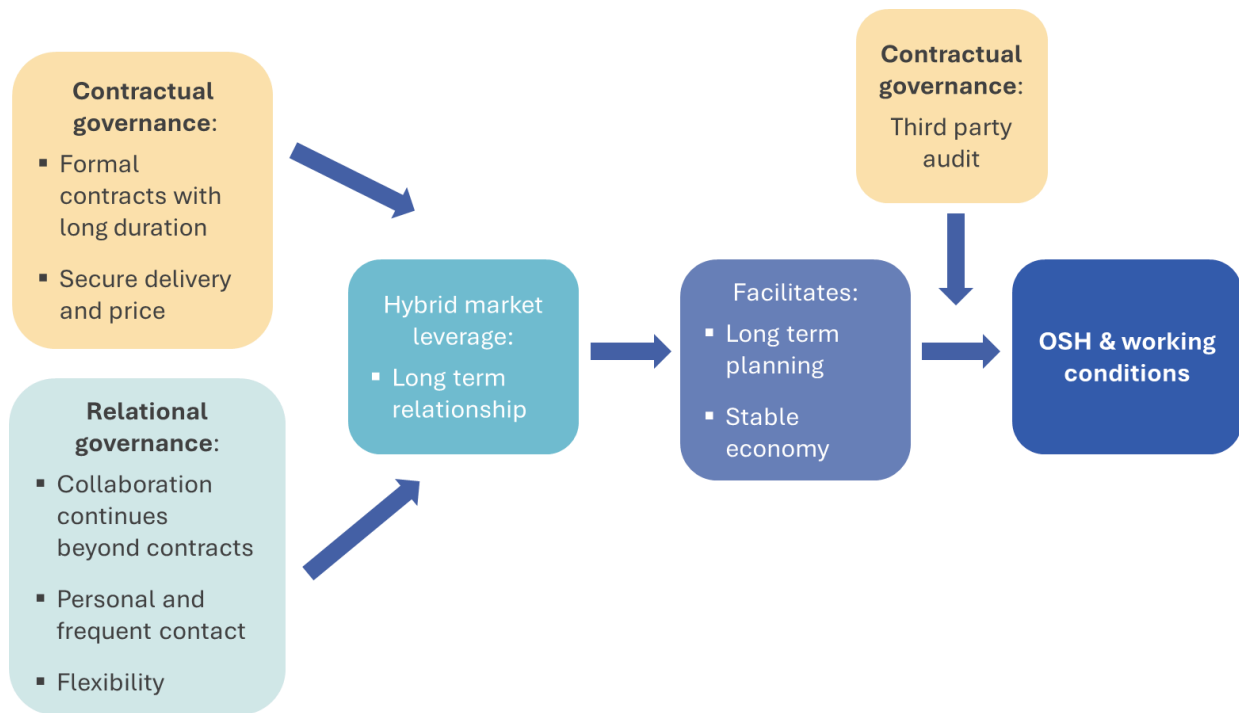 Contractual
governance:
▪ Formal
contracts with
long duration
▪ Secure delivery
and price
Relational
governance:
▪ Collaboration
continues
beyond contracts
▪ Personal and
frequent contact
▪ Flexibility
Hybrid market
leverage:
▪ Long term
relationship
Facilitates:
▪ Long term
planning
▪ Stable
economy
Contractual
governance:
Third party
audit
OSH & working
conditions